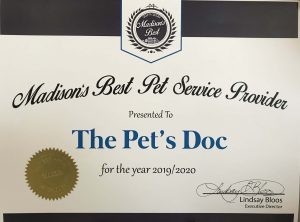 Madison's
Best
Madison's Best Pet Service Provider
Presented To
The Pet's Doc
for the year 2019/2020
Lindsay Bloos
Executive Director